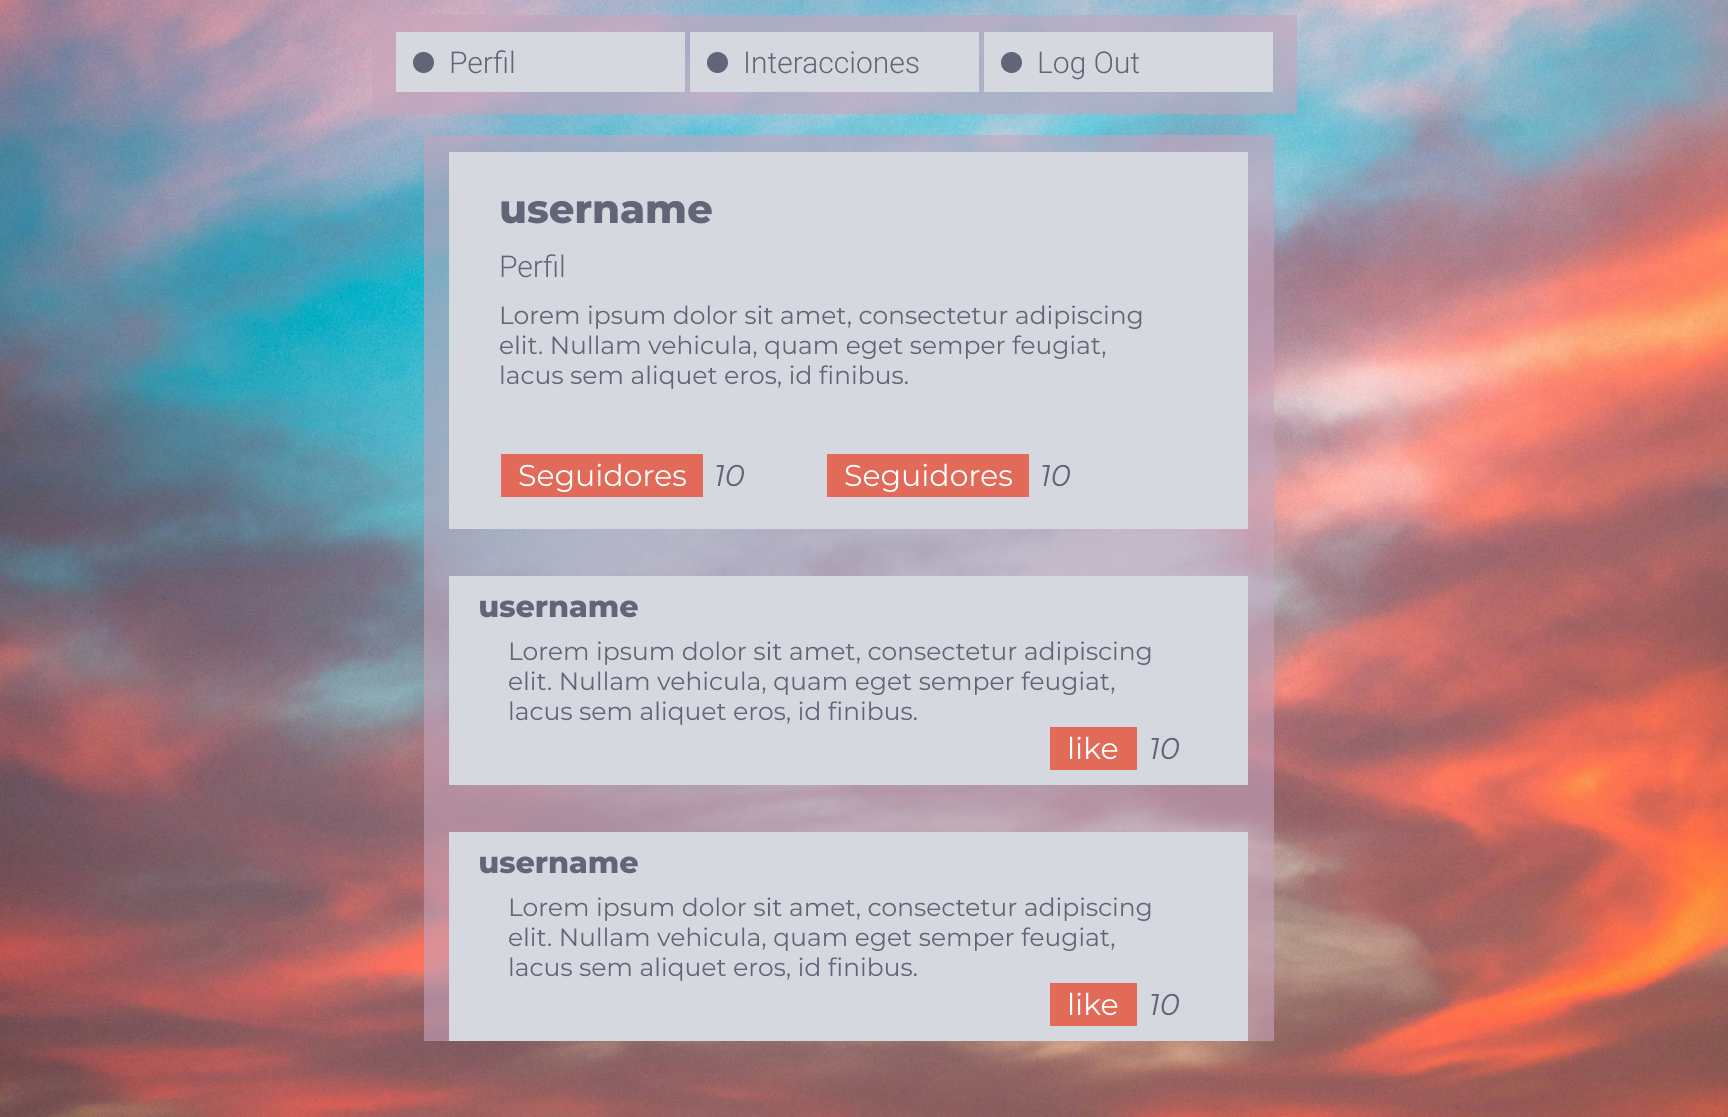 Perfil
Interacciones
Log Out
username
Perfil
Lorem ipsum dolor sit amet, consectetur adipiscing
elit. Nullam vehicula, quam eget semper feugiat,
lacus sem aliquet eros, id finibus.
Seguidores 10
Seguidores 10
username
Lorem ipsum dolor sit amet, consectetur adipiscing
elit. Nullam vehicula, quam eget semper feugiat,
lacus sem aliquet eros, id finibus.
like 10
username
Lorem ipsum dolor sit amet, consectetur adipiscing
elit. Nullam vehicula, quam eget semper feugiat,
lacus sem aliquet eros, id finibus.
like 10